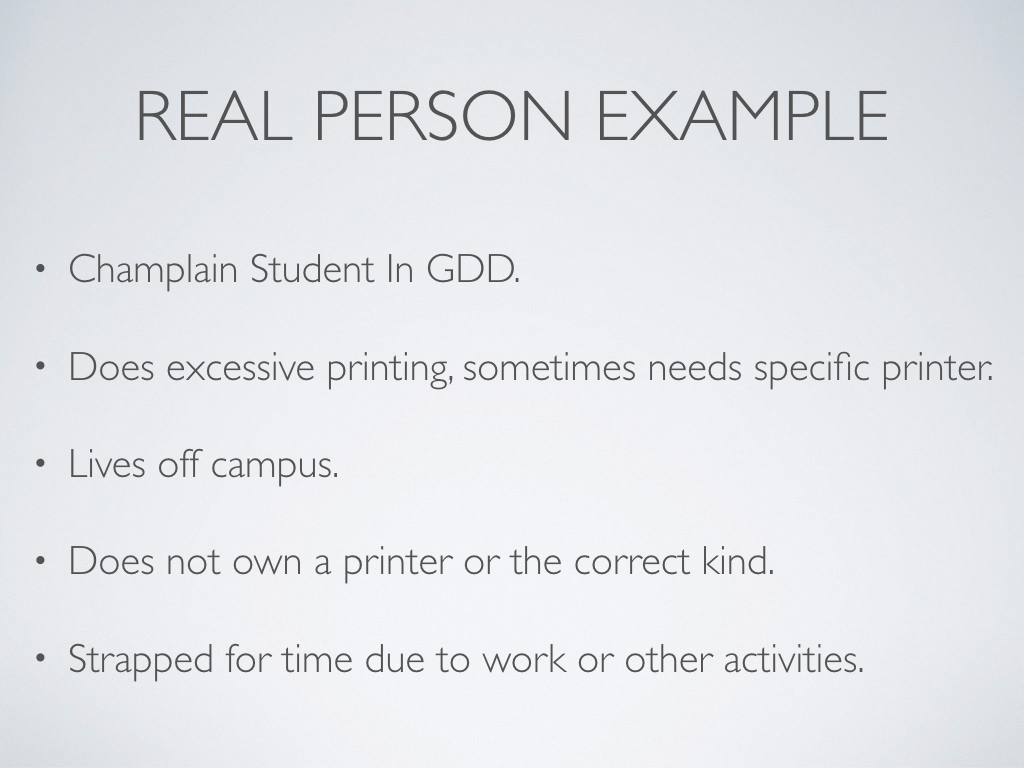 REAL PERSON EXAMPLE
• Champlain Student In GDD.
• Does excessive printing, sometimes needs specific printer.
• Lives off campus.
• Does not own a printer or the correct kind.
• Strapped for time due to work or other activities.